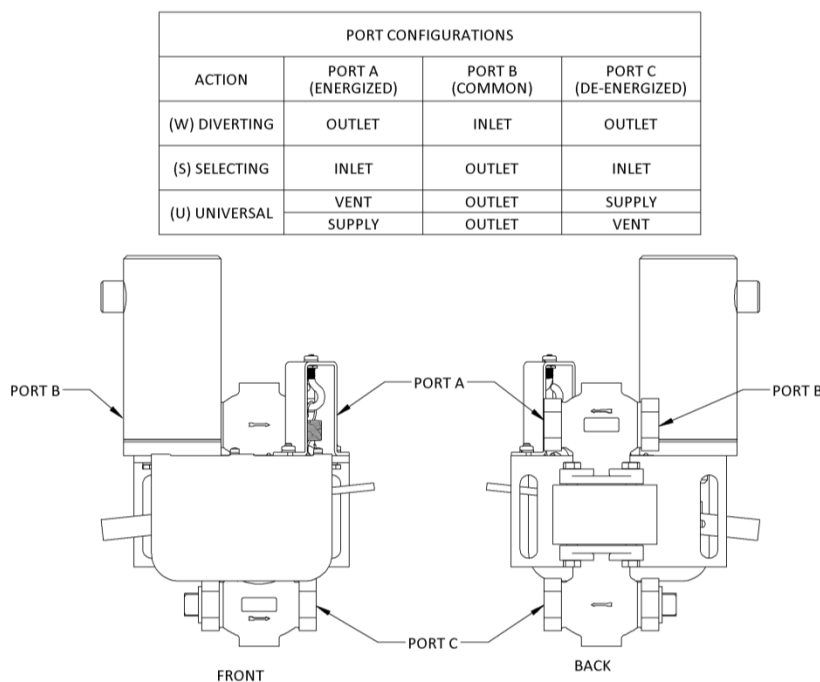 PORT CONFIGURATIONS
ACTION
PORT A
(ENERGIZED)
PORT B
(COMMON)
PORT C
(DE-ENERGIZED)
(W) DIVERTING OUTLET INLET OUTLET
(S) SELECTING INLET OUTLET INLET
(U) UNIVERSAL
VENT OUTLET SUPPLY
SUPPLY OUTLET VENT
PORT B
PORT A
PORT B
PORT C
FRONT
BACK